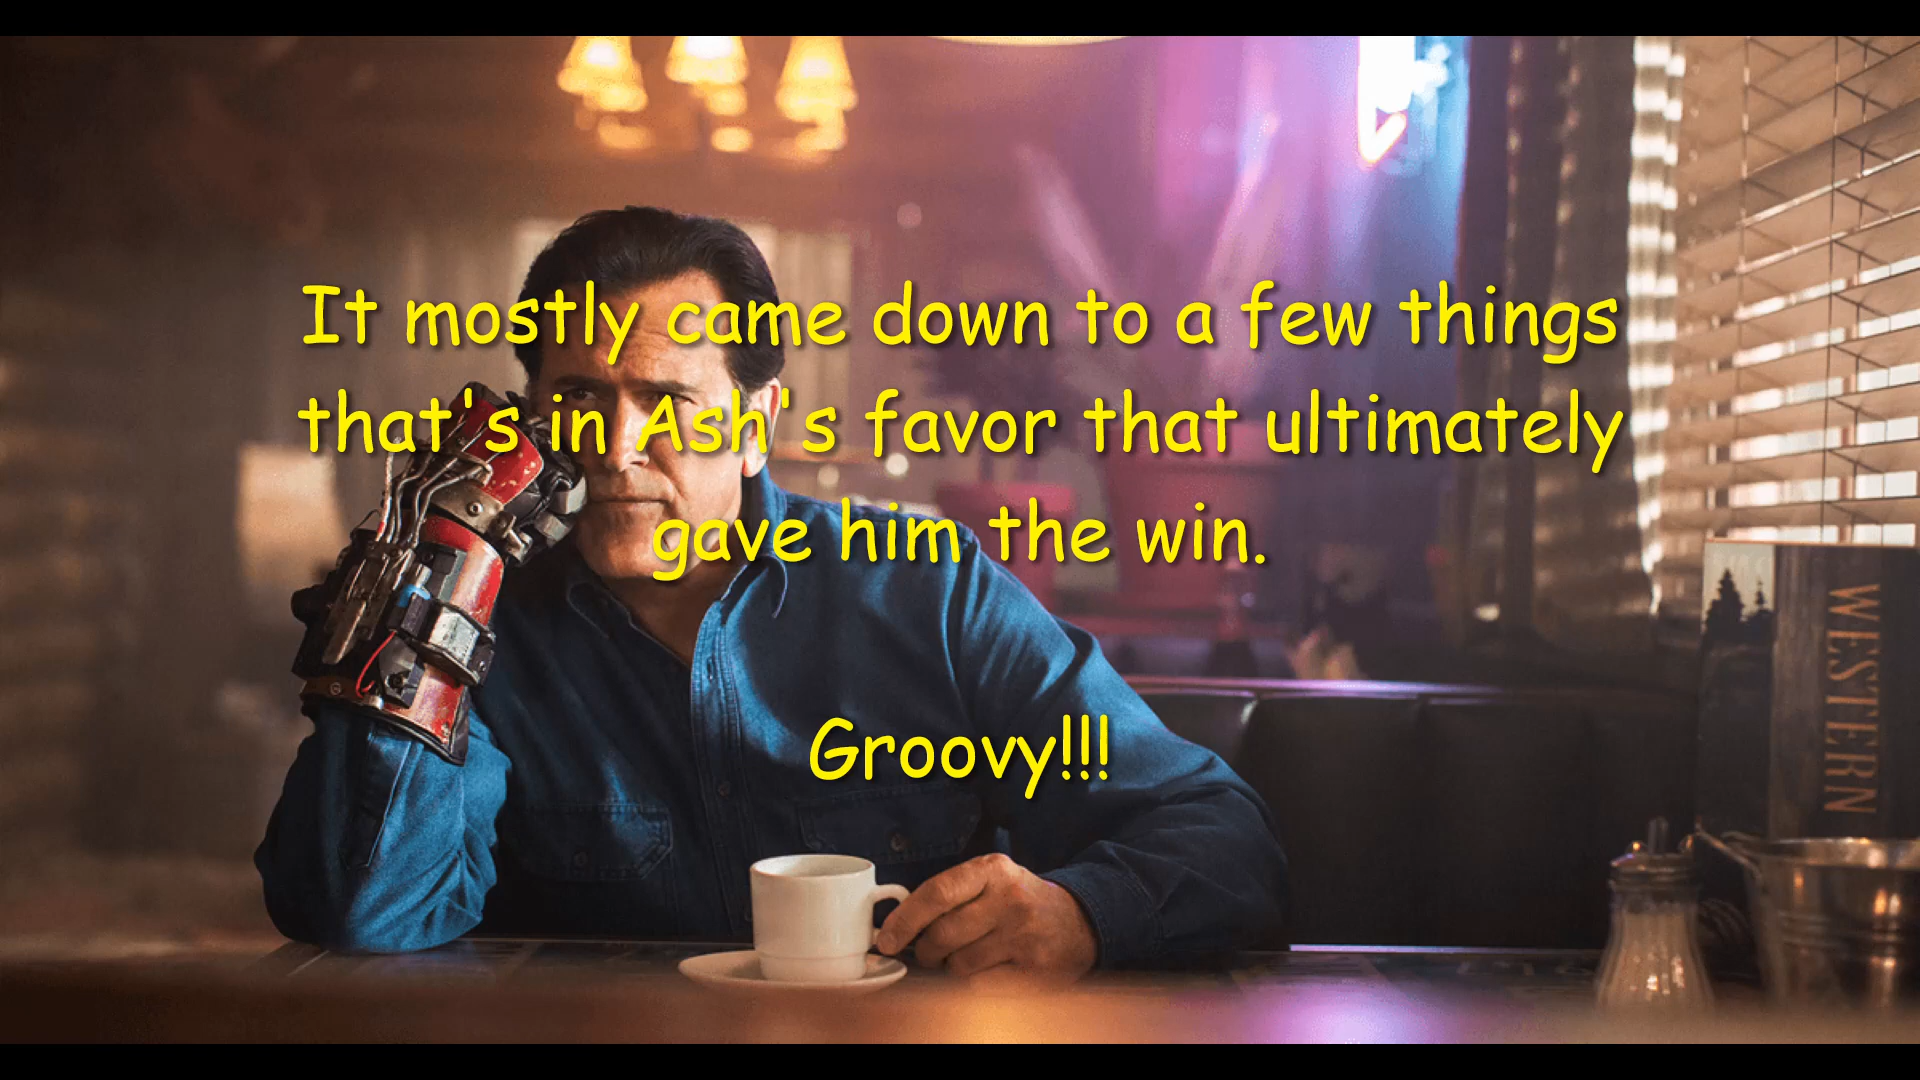 It mostly came down to a few things
that's in Ash's favor that ultimately
gave him the win.
Groovy!!!
WESTERN